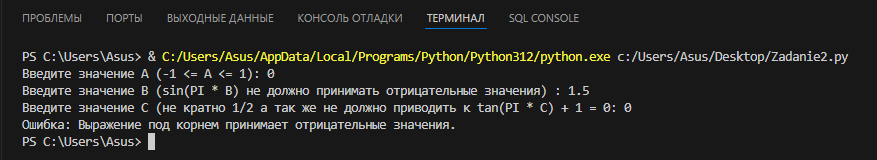 ПРОБЛЕМЫ ПОРТЫ ВЫХОДНЫЕ ДАННЫЕ КОНСОЛЬ ОТЛАДКИ ТЕРМИНАЛ SQL CONSOLE
PS C:\Users\Asus> & C:/Users/Asus/AppData/Local/Programs/Python/Python312/python.exe c:/Users/Asus/Desktop/Zadanie2.py
Введите значение A (-1 <= A <= 1): 0
Введите значение B (sin(PI * B) не должно принимать отрицательные значения) : 1.5
Введите значение C (не кратно 1/2 а так же не должно приводить к tan(PI * C) + 1 = 0: 0
Ошибка: Выражение под корнем принимает отрицательные значения.
PS C:\Users\Asus>